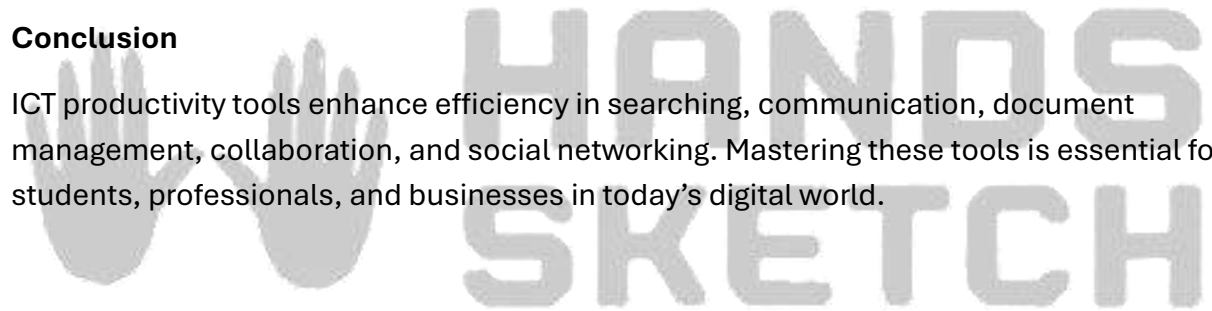 Conclusion
ICT productivity tools enhance efficiency in searching, communication, document
management, collaboration, and social networking. Mastering these tools is essential fo
students, professionals, and businesses in today’s digital world.
HANDS
SKETCH